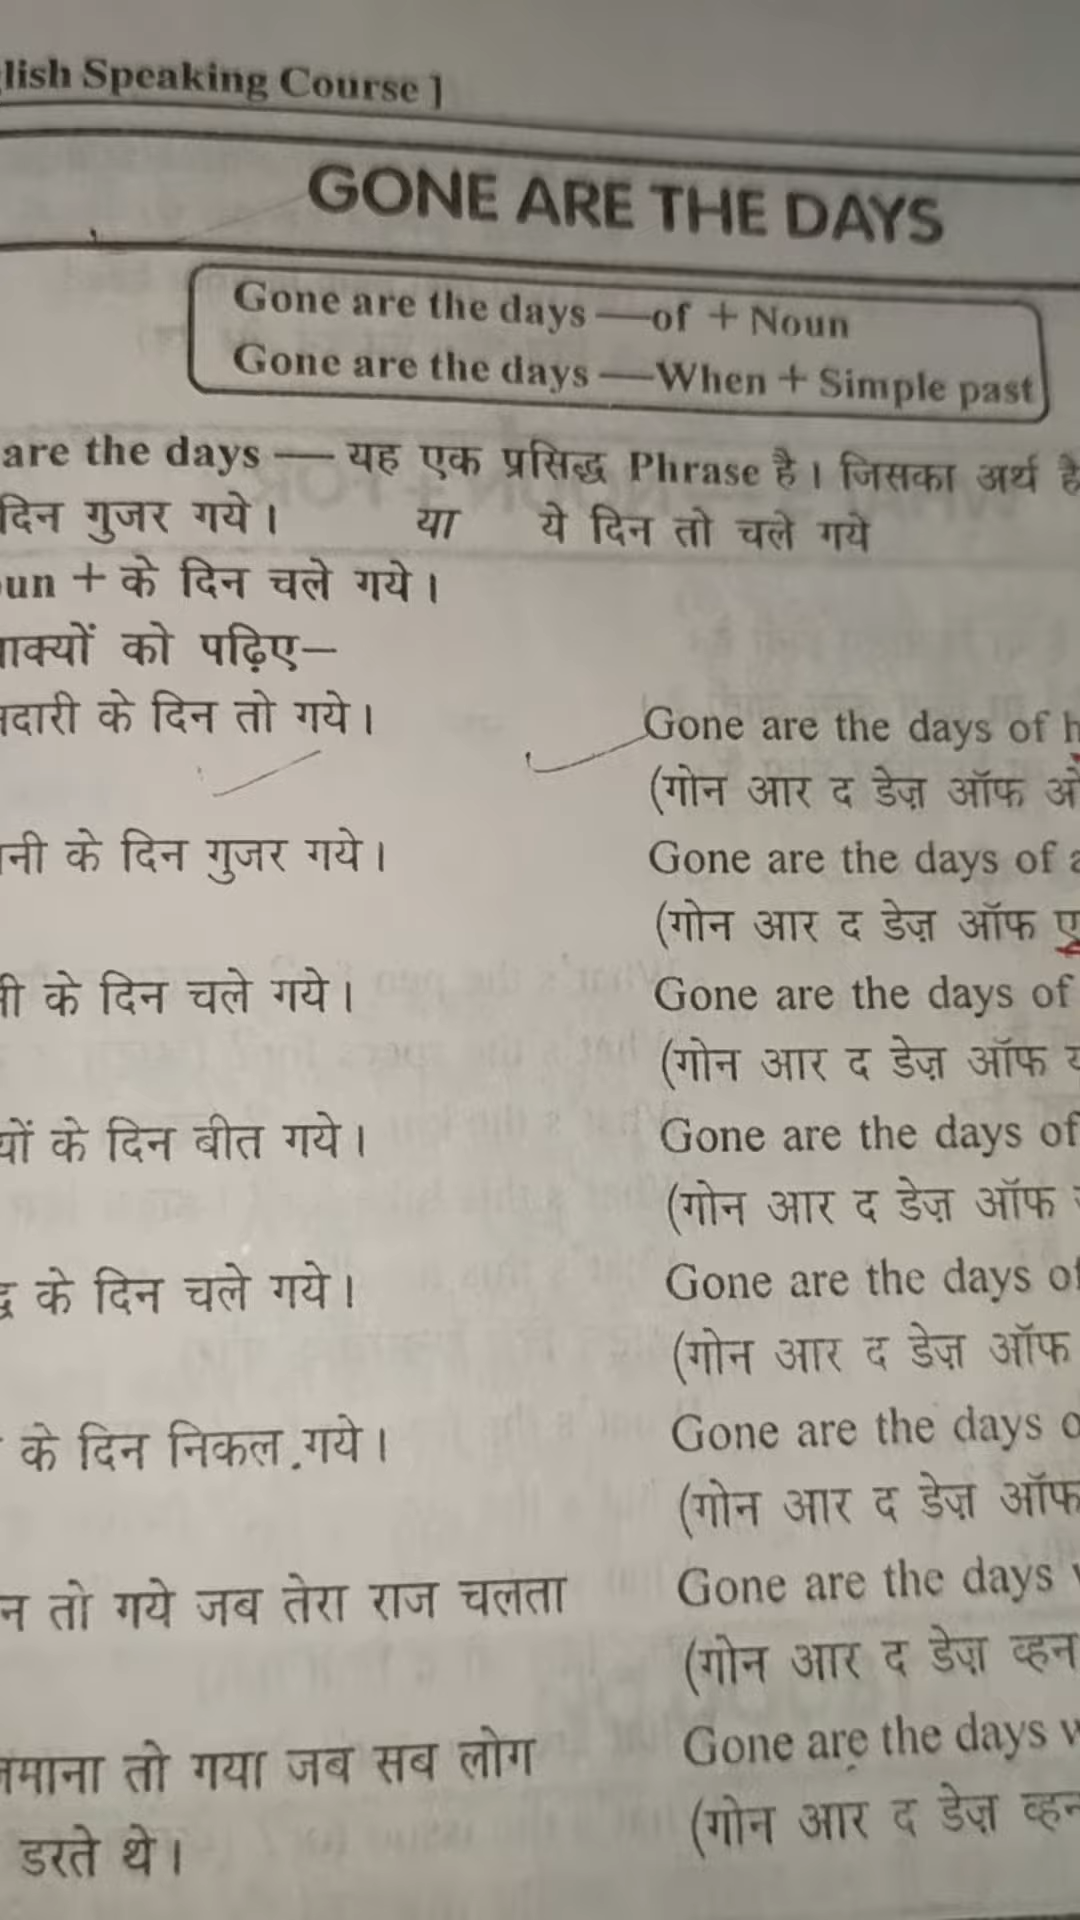 Speaking Course ]
GONE ARE THE DAYS
Gone are the days —of + Noun
Gone are the days —When + Simple past
are the days — यह एक प्रसिद्ध Phrase है। जिसका अर्थ है
दिन गुजर गये। या ये दिन तो चले गये
+ के दिन चले गये।
को पढ़िए–
के दिन तो गये। Gone are the days of
(गोन आर द डेज़ ऑफ
के दिन गुजर गये। Gone are the days of
(गोन आर द डेज़ ऑफ
के दिन चले गये। Gone are the days of
(गोन आर द डेज़ ऑफ
के दिन बीत गये। Gone are the days of
(गोन आर द डेज़ ऑफ
के दिन चले गये। Gone are the days of
(गोन आर द डेज़ ऑफ
के दिन निकल गये। Gone are the days
(गोन आर द डेज़ ऑफ
तो गये जब तेरा राज चलता Gone are the days
(गोन आर द डेज़ व्हन
तो गया जब सब लोग Gone are the days
डरते थे। (गोन आर द डेज़ व्हन